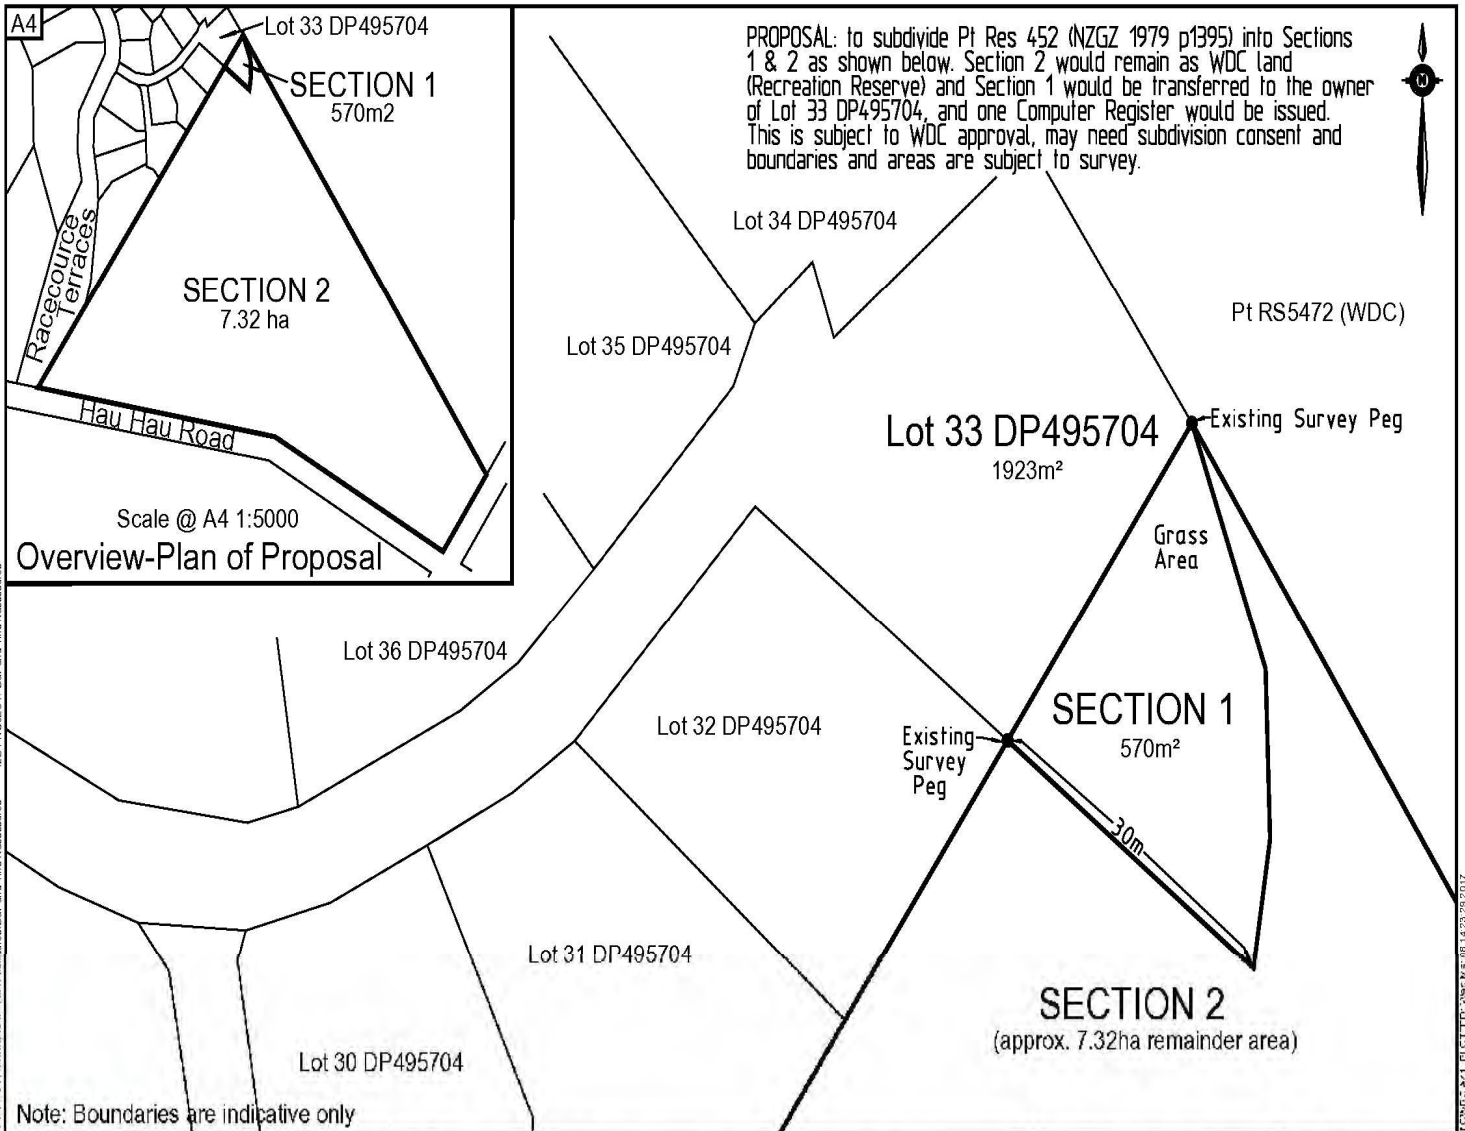 A4
Lot 33 DP495704
SECTION 1
570m2
SECTION 2
7.32 ha
Racecourse
Terraces
Hau Hau Road
Scale @ A4 1:5000
Overview-Plan of Proposal
PROPOSAL: to subdivide Pt Res 452 (NZGZ 1979 p1395) into Sections
1 & 2 as shown below. Section 2 would remain as WDC land
(Recreation Reserve) and Section 1 would be transferred to the owner
of Lot 33 DP495704, and one Computer Register would be issued.
This is subject to WDC approval, may need subdivision consent and
boundaries and areas are subject to survey.
Lot 34 DP495704
Pt RS5472 (WDC)
Lot 35 DP495704
Lot 33 DP495704
1923m²
Existing Survey Peg
Grass
Area
Lot 36 DP495704
SECTION 1
570m²
Lot 32 DP495704
Existing
Survey
Peg
30m
Lot 31 DP495704
SECTION 2
(approx. 7.32ha remainder area)
Lot 30 DP495704
Note: Boundaries are indicative only